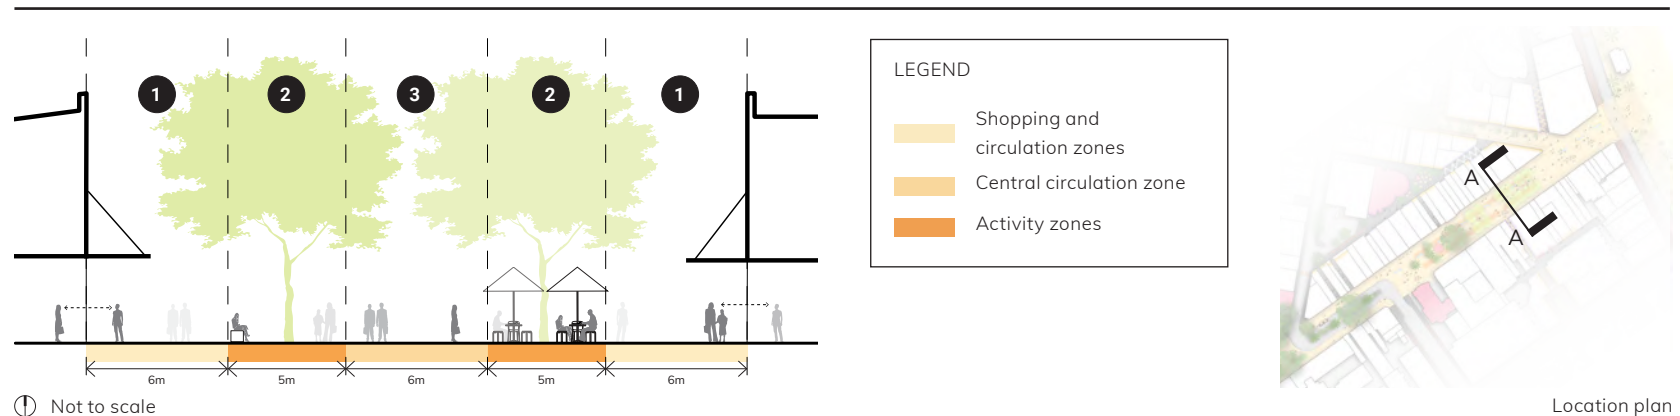 1 2 3 2 1
6m 5m 6m 5m 6m
Not to scale
LEGEND
Shopping and
circulation zones
Central circulation zone
Activity zones
A
A
Location plan